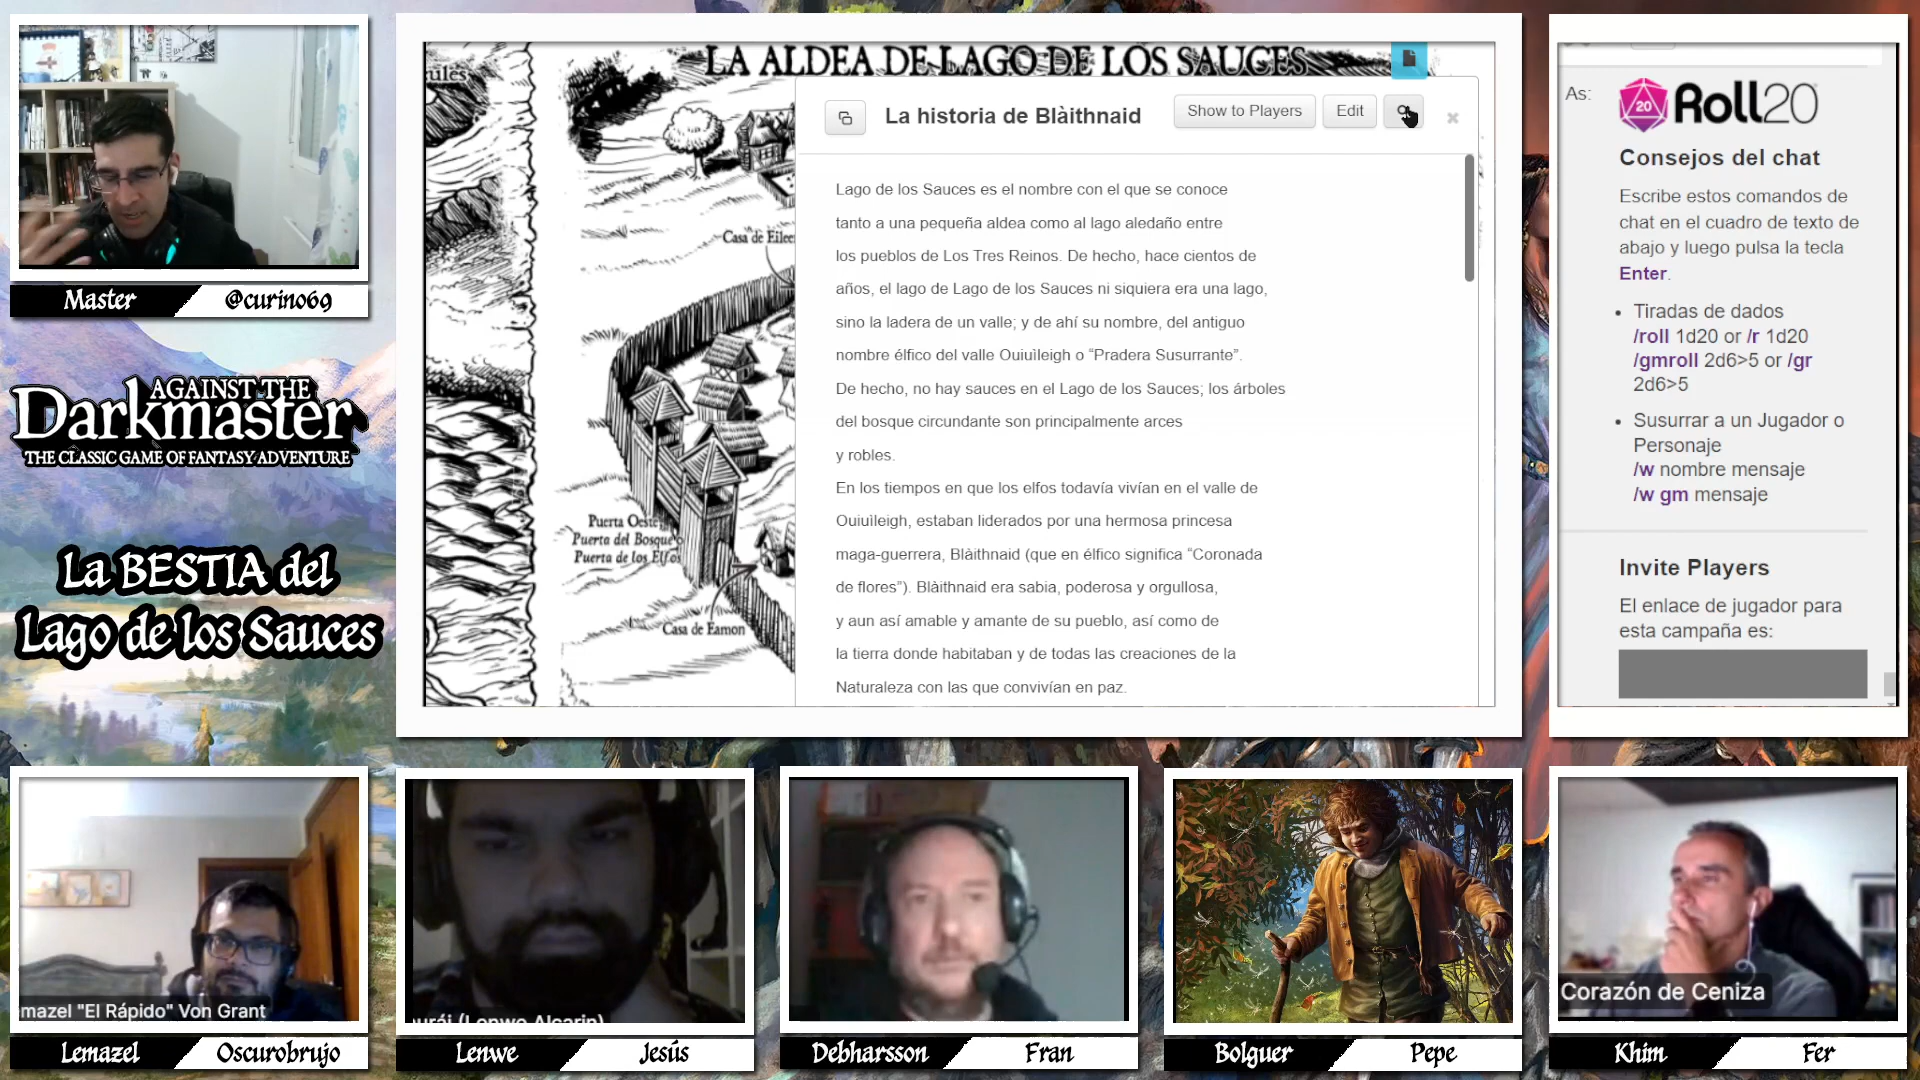 Master
@curino69
AGAINST THE
Darkmaster
THE CLASSIC GAME OF FANTASY ADVENTURE
La BESTIA del
Lago de los Sauces
LA ALDEA DE LAGO DE LOS SAUCES
Puerta Oeste
Puerta del Bosque
Puerta de los Elfos
Casa de Eamon
La historia de Blàithnaid
Show to Players
Edit
Lago de los Sauces es el nombre con el que se conoce
tanto a una pequeña aldea como al lago aledaño entre
los pueblos de Los Tres Reinos. De hecho, hace cientos de
años, el lago de Lago de los Sauces ni siquiera era una lago,
sino la ladera de un valle; y de ahí su nombre, del antiguo
nombre élfico del valle Ouiuìleigh o “Pradera Susurrante”.
De hecho, no hay sauces en el Lago de los Sauces; los árboles
del bosque circundante son principalmente arces
y robles.
En los tiempos en que los elfos todavía vivían en el valle de
Ouiuìleigh, estaban liderados por una hermosa princesa
maga-guerrera, Blàithnaid (que en élfico significa “Coronada
de flores”). Blàithnaid era sabia, poderosa y orgullosa,
y aun así amable y amante de su pueblo, así como de
la tierra donde habitaban y de todas las creaciones de la
Naturaleza con las que convivían en paz.
As:
20
Roll20
Consejos del chat
Escribe estos comandos de
chat en el cuadro de texto de
abajo y luego pulsa la tecla
Enter.
• Tiradas de dados
/roll 1d20 or /r 1d20
/gmroll 2d6>5 or /gr
2d6>5
• Susurrar a un Jugador o
Personaje
/w nombre mensaje
/w gm mensaje
Invite Players
El enlace de jugador para
esta campaña es:
mazel "El Rápido" Von Grant
Lemazel
Oscurobrujo
Lenwe
Jesús
Debharsson
Fran
Bolguer
Pepe
Corazón de Ceniza
Khim
Fer